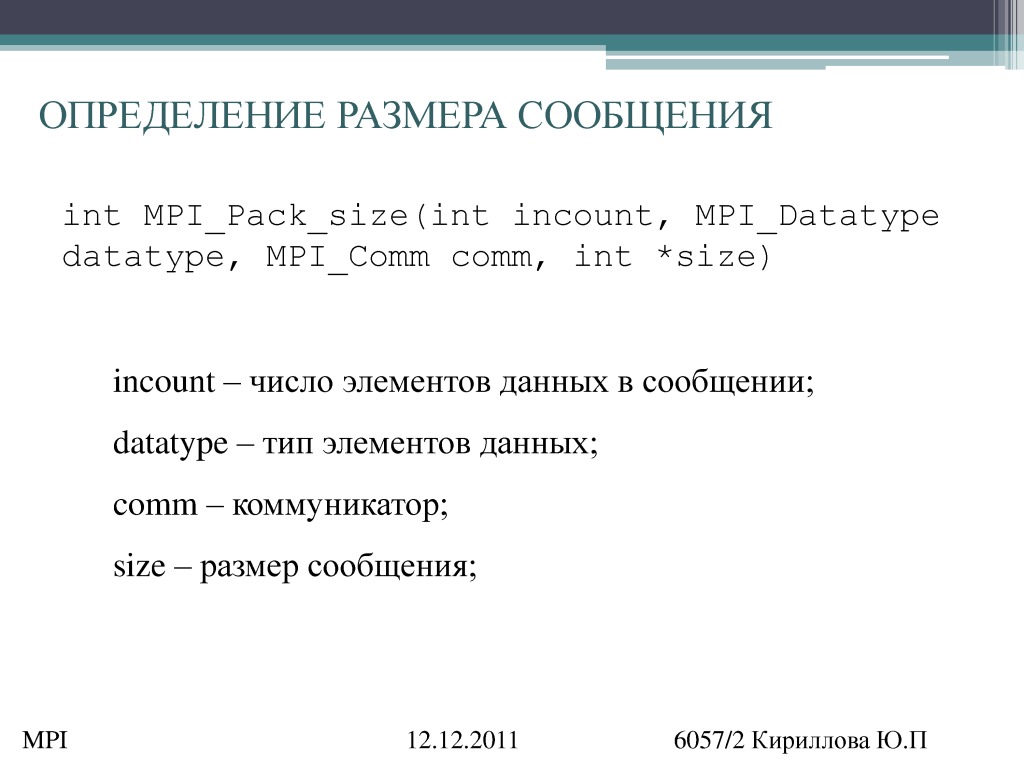 ОПРЕДЕЛЕНИЕ РАЗМЕРА СООБЩЕНИЯ
int MPI_Pack_size(int incount, MPI_Datatype
datatype, MPI_Comm comm, int *size)
incount – число элементов данных в сообщении;
datatype – тип элементов данных;
comm – коммуникатор;
size – размер сообщения;
MPI 12.12.2011 6057/2 Кириллова Ю.П